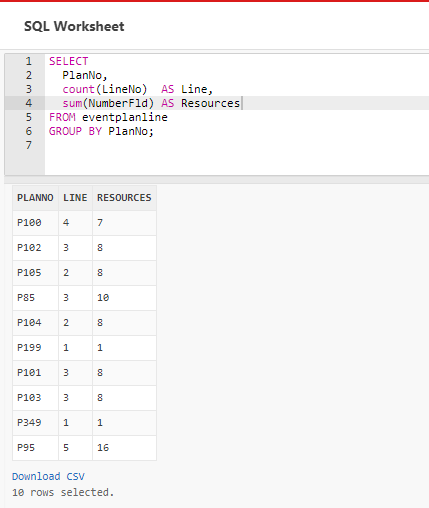 SQL Worksheet
1 SELECT
2   PlanNo,
3   count(LineNo)  AS Line,
4   sum(NumberFld) AS Resources
5 FROM eventplanline
6 GROUP BY PlanNo;
7
PLANNO LINE RESOURCES
P100 4 7
P102 3 8
P105 2 8
P85 3 10
P104 2 8
P199 1 1
P101 3 8
P103 3 8
P349 1 1
P95 5 16
Download CSV
10 rows selected.